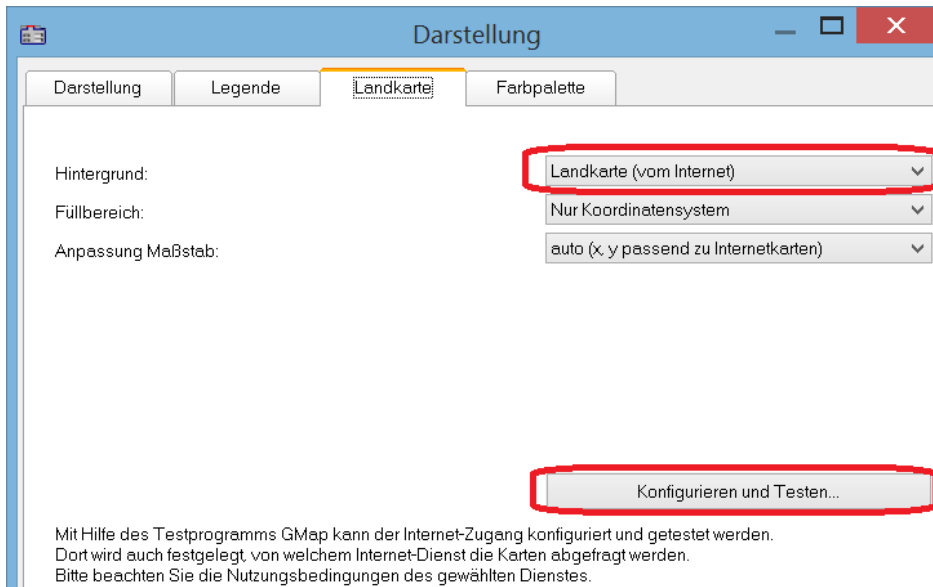 Darstellung
Darstellung Legende Landkarte Farbpalette
Hintergrund: Landkarte (vom Internet)
Füllbereich: Nur Koordinatensystem
Anpassung Maßstab: auto (x, y passend zu Internetkarten)
Konfigurieren und Testen...
Mit Hilfe des Testprogramms GMap kann der Internet-Zugang konfiguriert und getestet werden.
Dort wird auch festgelegt, von welchem Internet-Dienst die Karten abgefragt werden.
Bitte beachten Sie die Nutzungsbedingungen des gewählten Dienstes.